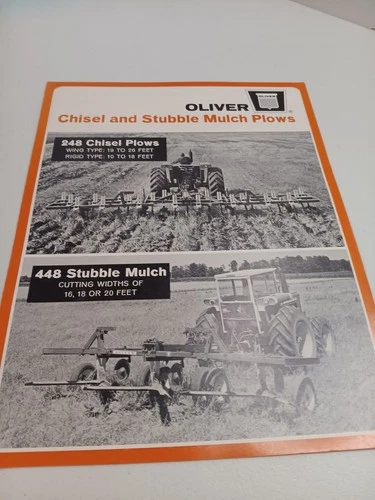 OLIVER
OLIVER
Chisel and Stubble Mulch Plows
248 Chisel Plows
WING TYPE: 19 TO 26 FEET
RIGID TYPE: 10 TO 18 FEET
448 Stubble Mulch
CUTTING WIDTHS OF
16, 18 OR 20 FEET